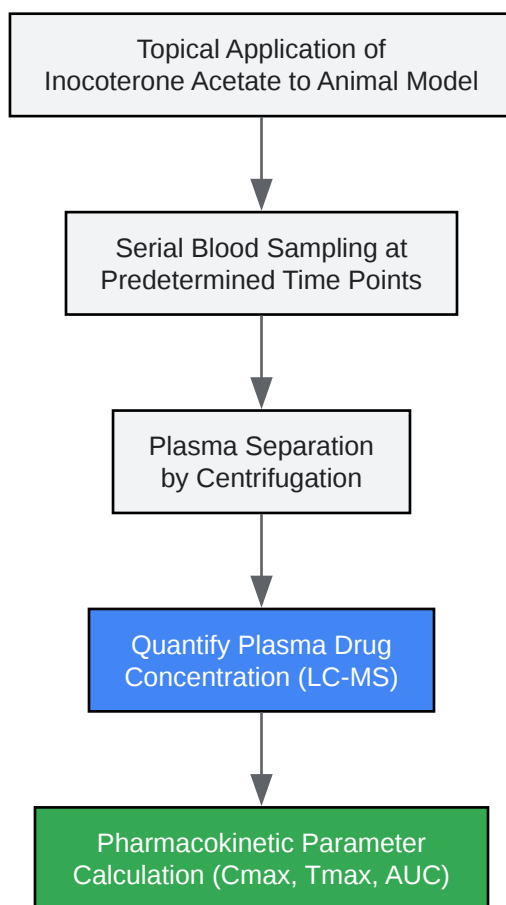 Topical Application of
Inocoterone Acetate to Animal Model
Serial Blood Sampling at
Predetermined Time Points
Plasma Separation
by Centrifugation
Quantify Plasma Drug
Concentration (LC-MS)
Pharmacokinetic Parameter
Calculation (Cmax, Tmax, AUC)